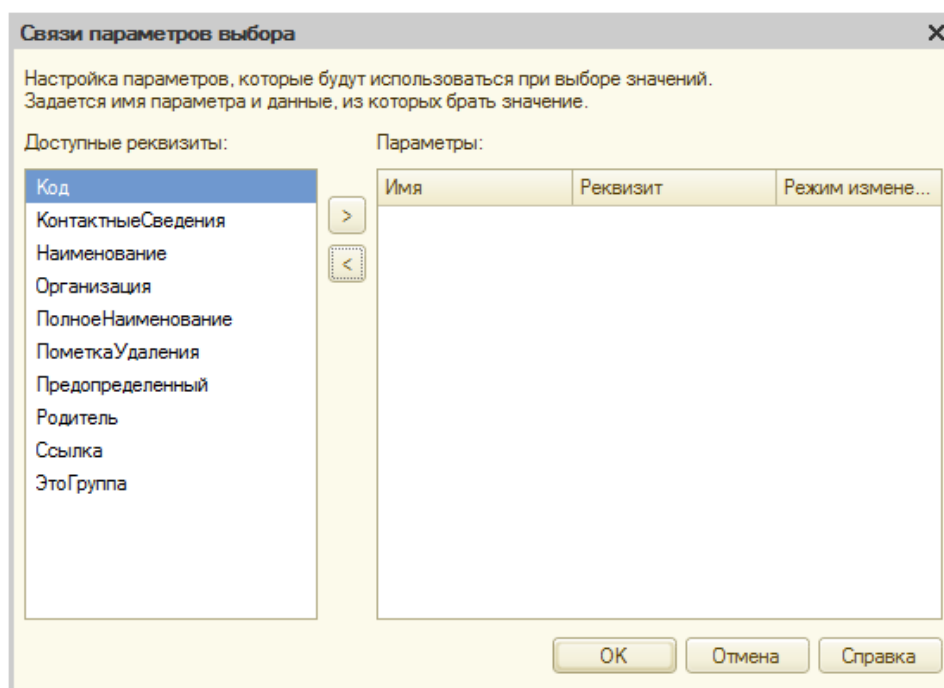 Связи параметров выбора
Настройка параметров, которые будут использоваться при выборе значений.
Задается имя параметра и данные, из которых брать значение.
Доступные реквизиты:
Параметры:
Код
КонтактныеСведения
Наименование
Организация
ПолноеНаименование
ПометкаУдаления
Предопределенный
Родитель
Ссылка
ЭтоГруппа
>
<
Имя Реквизит Режим измене...
ОК Отмена Справка